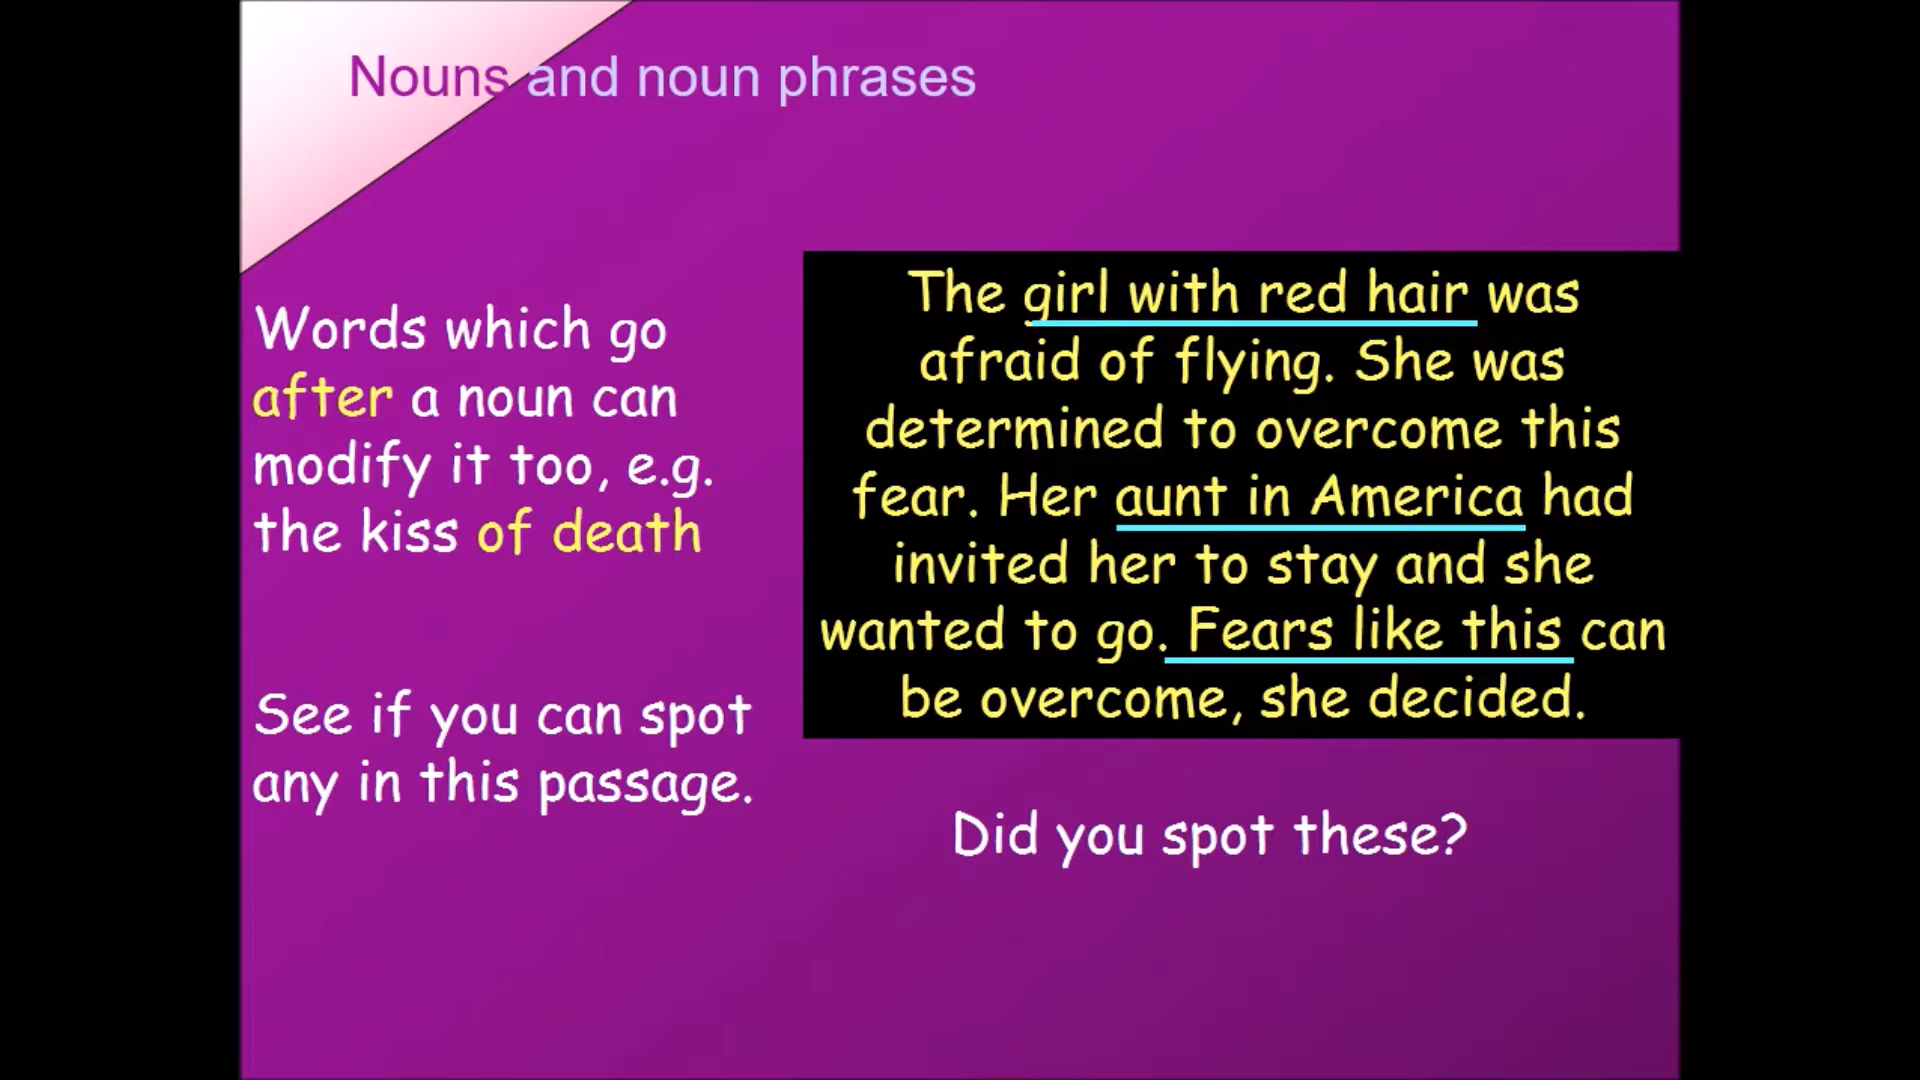 Nouns and noun phrases
Words which go
after a noun can
modify it too, e.g.
the kiss of death
See if you can spot
any in this passage.
The girl with red hair was
afraid of flying. She was
determined to overcome this
fear. Her aunt in America had
invited her to stay and she
wanted to go. Fears like this can
be overcome, she decided.
Did you spot these?